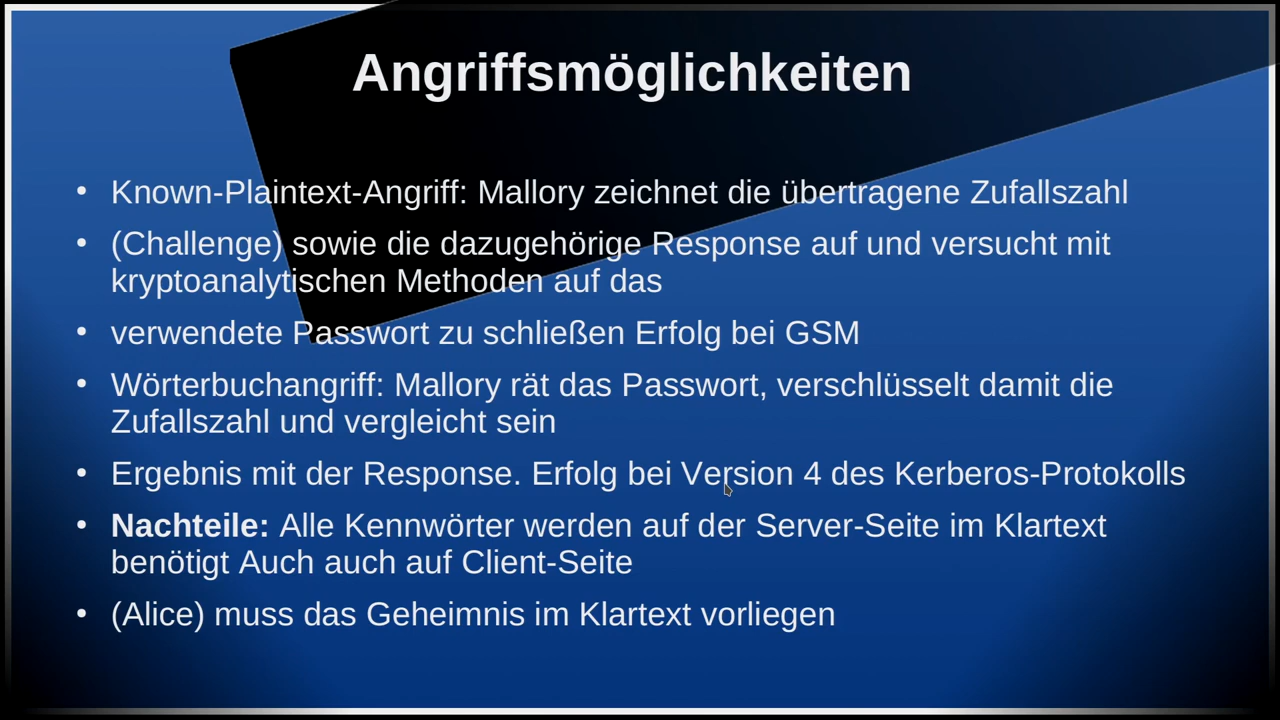 Angriffsmöglichkeiten
• Known-Plaintext-Angriff: Mallory zeichnet die übertragene Zufallszahl
• (Challenge) sowie die dazugehörige Response auf und versucht mit
kryptoanalytischen Methoden auf das
• verwendete Passwort zu schließen Erfolg bei GSM
• Wörterbuchangriff: Mallory rät das Passwort, verschlüsselt damit die
Zufallszahl und vergleicht sein
• Ergebnis mit der Response. Erfolg bei Version 4 des Kerberos-Protokolls
• Nachteile: Alle Kennwörter werden auf der Server-Seite im Klartext
benötigt Auch auch auf Client-Seite
• (Alice) muss das Geheimnis im Klartext vorliegen